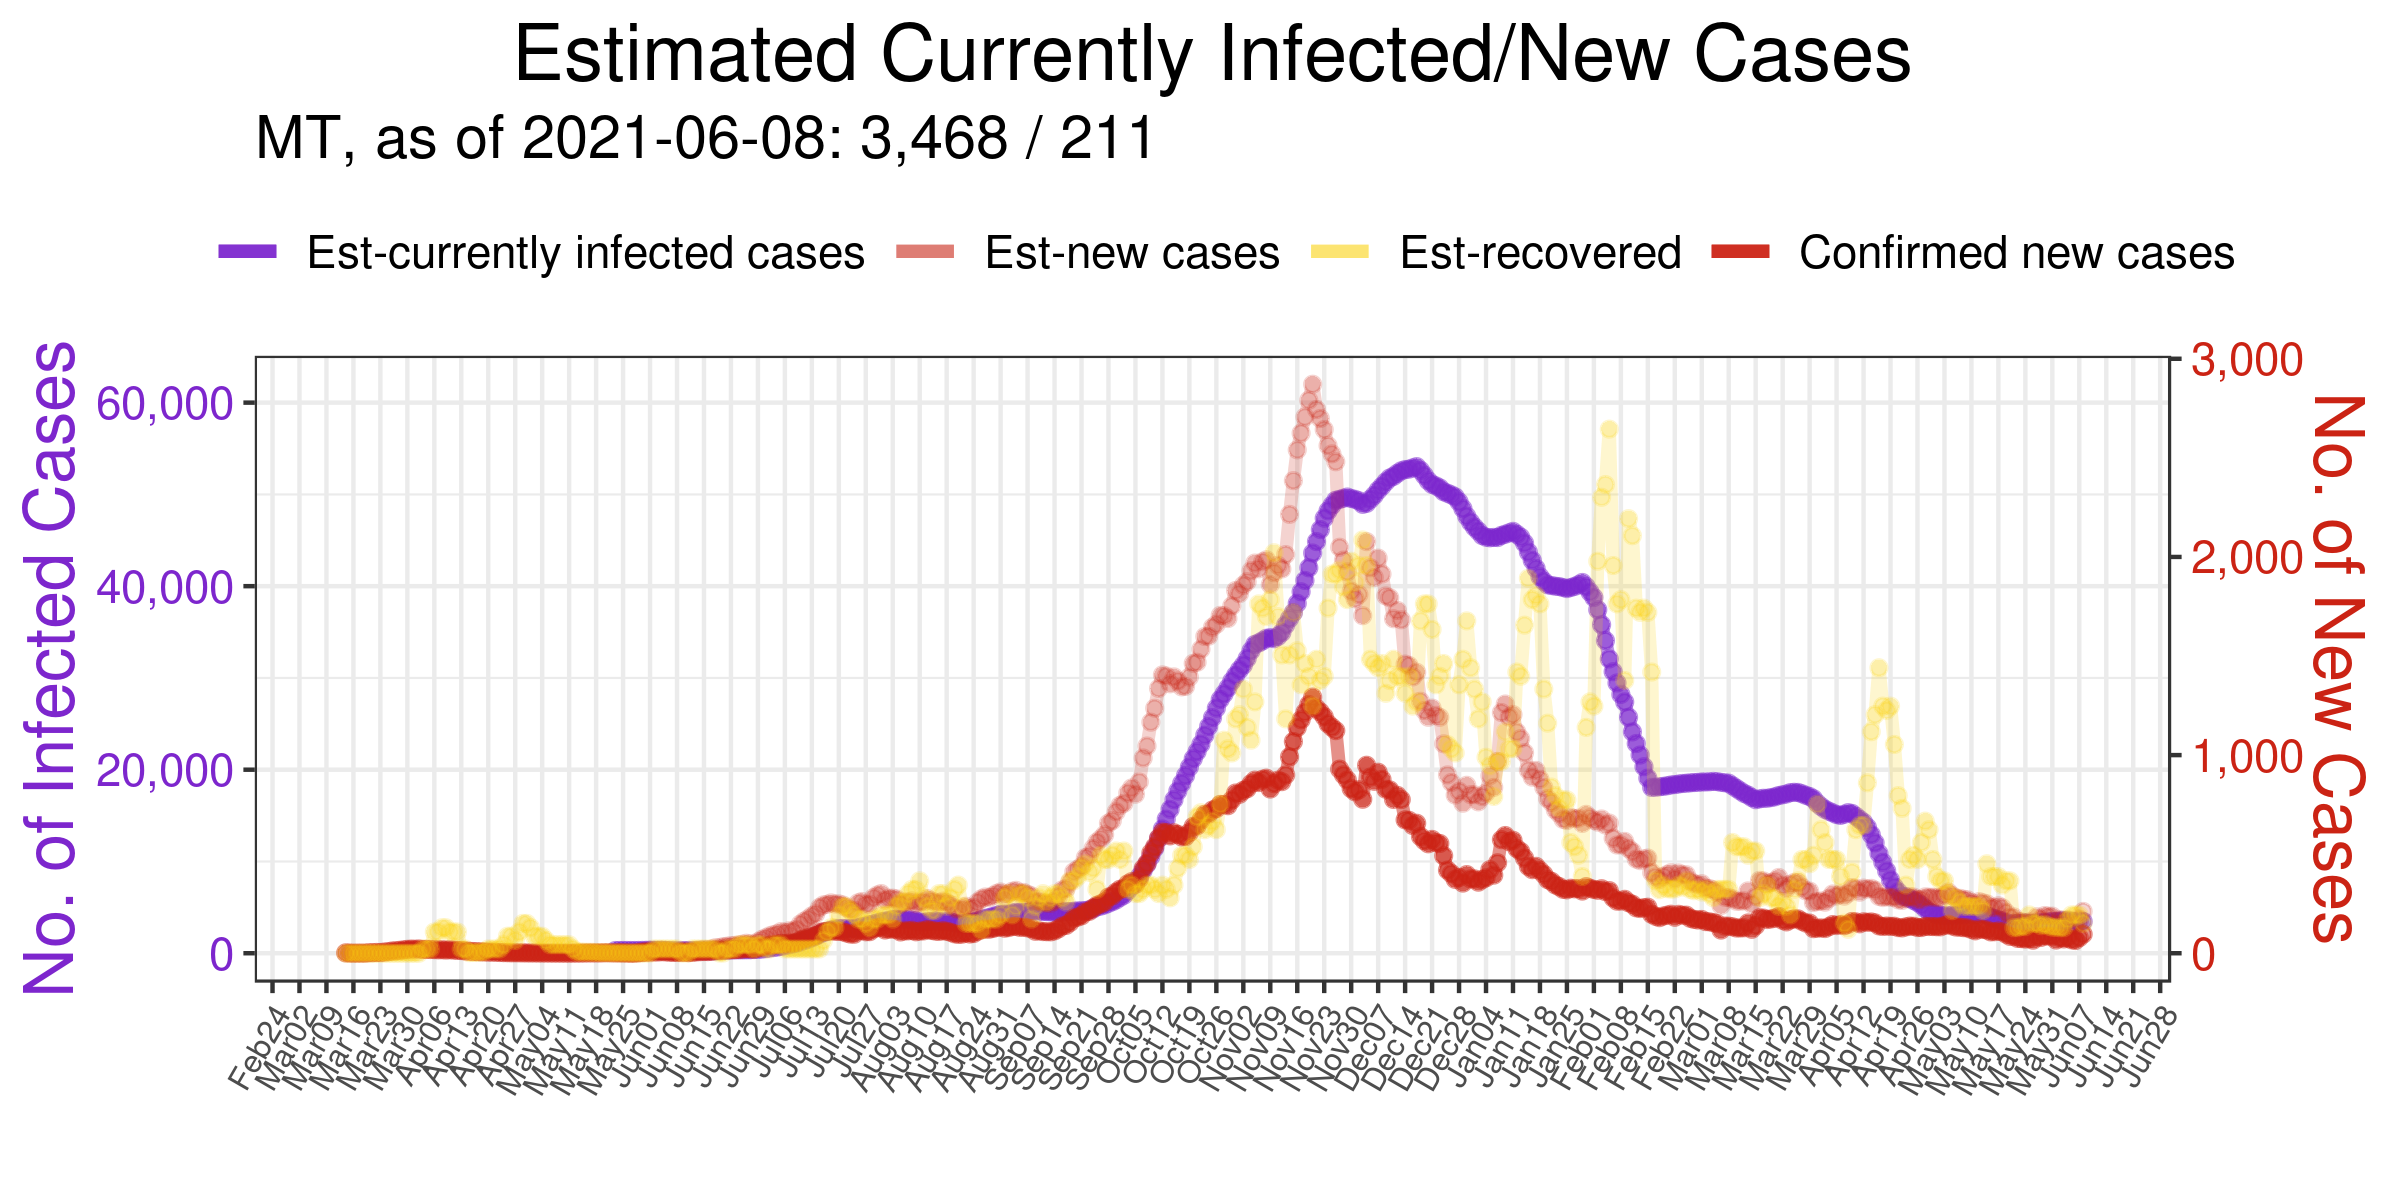 Estimated Currently Infected/New Cases
MT, as of 2021-06-08: 3,468 / 211
Est-currently infected cases
Est-new cases
Est-recovered
Confirmed new cases
No. of Infected Cases
60,000
40,000
20,000
0
3,000
2,000
1,000
0
No. of New Cases
Feb24
Mar02
Mar09
Mar16
Mar23
Mar30
Apr06
Apr13
Apr20
Apr27
May04
May11
May18
May25
Jun01
Jun08
Jun15
Jun22
Jun29
Jul06
Jul13
Jul20
Jul27
Aug03
Aug10
Aug17
Aug24
Aug31
Sep07
Sep14
Sep21
Sep28
Oct05
Oct12
Oct19
Oct26
Nov02
Nov09
Nov16
Nov23
Nov30
Dec07
Dec14
Dec21
Dec28
Jan04
Jan11
Jan18
Jan25
Feb01
Feb08
Feb15
Feb22
Mar01
Mar08
Mar15
Mar22
Mar29
Apr05
Apr12
Apr19
Apr26
May03
May10
May17
May24
May31
Jun07
Jun14
Jun21
Jun28